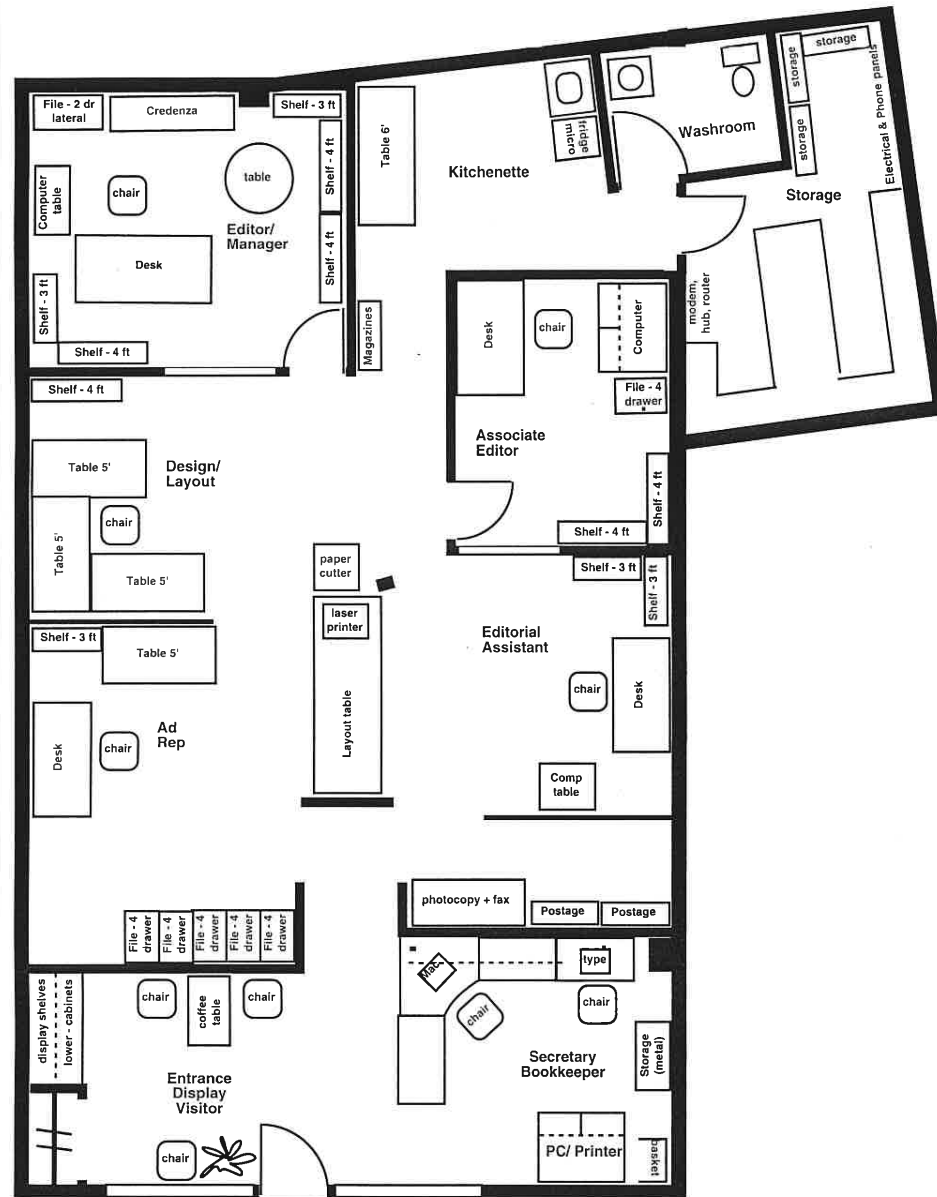 File - 2 dr
lateral
Credenza
Shelf - 3 ft
Computer
table
chair
table
Shelf - 4 ft
Shelf - 4 ft
Editor/
Manager
Desk
Shelf - 3 ft
Shelf - 4 ft
Table 6'
Kitchenette
fridge
micro
Magazines
Washroom
storage
storage
storage
Electrical & Phone panels
Storage
modem,
hub, router
Desk
chair
Computer
File - 4
drawer
Associate
Editor
Shelf - 4 ft
Shelf - 4 ft
Shelf - 4 ft
Table 5'
Design/
Layout
Table 5'
chair
Table 5'
paper
cutter
laser
printer
Layout table
Shelf - 3 ft
Shelf - 3 ft
Editorial
Assistant
chair
Desk
Comp
table
Shelf - 3 ft
Table 5'
Desk
chair
Ad
Rep
File - 4
drawer
File - 4
drawer
File - 4
drawer
File - 4
drawer
File - 4
drawer
photocopy + fax
Postage
Postage
display shelves
lower - cabinets
chair
coffee
table
chair
Entrance
Display
Visitor
chair
Mac
type
chair
chair
Storage
(metal)
Secretary
Bookkeeper
PC/ Printer
basket